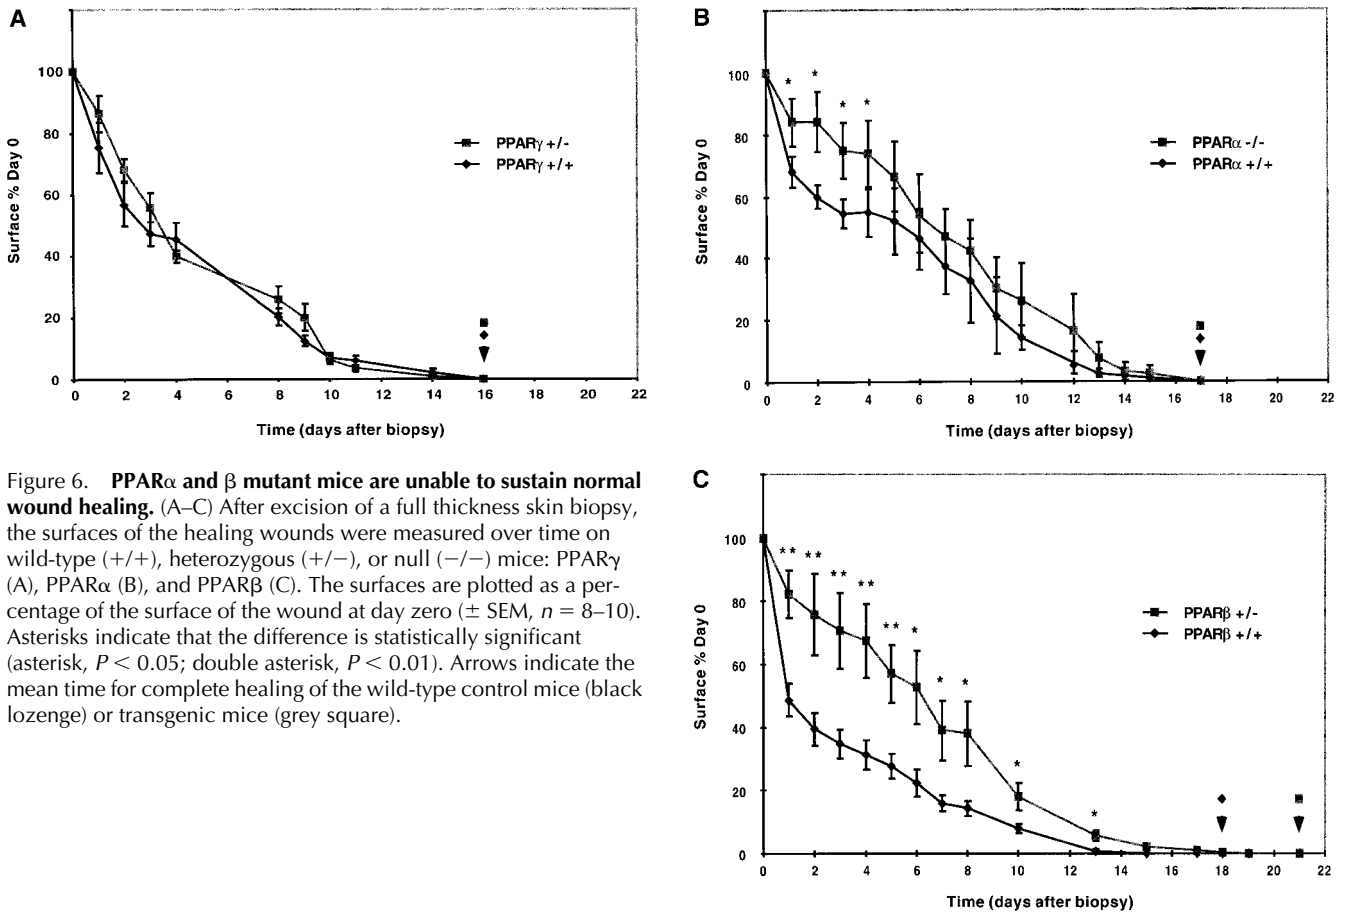 A
100
80
60
40
20
0
Surface % Day 0
PPARγ +/-
PPARγ +/+
0 2 4 6 8 10 12 14 16 18 20 22
Time (days after biopsy)
B
100
80
60
40
20
0
Surface % Day 0
* * * *
PPARα -/-
PPARα +/+
0 2 4 6 8 10 12 14 16 18 20 22
Time (days after biopsy)
Figure 6. PPARα and β mutant mice are unable to sustain normal
wound healing. (A–C) After excision of a full thickness skin biopsy,
the surfaces of the healing wounds were measured over time on
wild-type (+/+), heterozygous (+/−), or null (−/−) mice: PPARγ
(A), PPARα (B), and PPARβ (C). The surfaces are plotted as a per-
centage of the surface of the wound at day zero (± SEM, n = 8–10).
Asterisks indicate that the difference is statistically significant
(asterisk, P < 0.05; double asterisk, P < 0.01). Arrows indicate the
mean time for complete healing of the wild-type control mice (black
lozenge) or transgenic mice (grey square).
C
100
80
60
40
20
0
Surface % Day 0
** ** ** ** ** * * * * *
PPARβ +/-
PPARβ +/+
0 2 4 6 8 10 12 14 16 18 20 21 22
Time (days after biopsy)